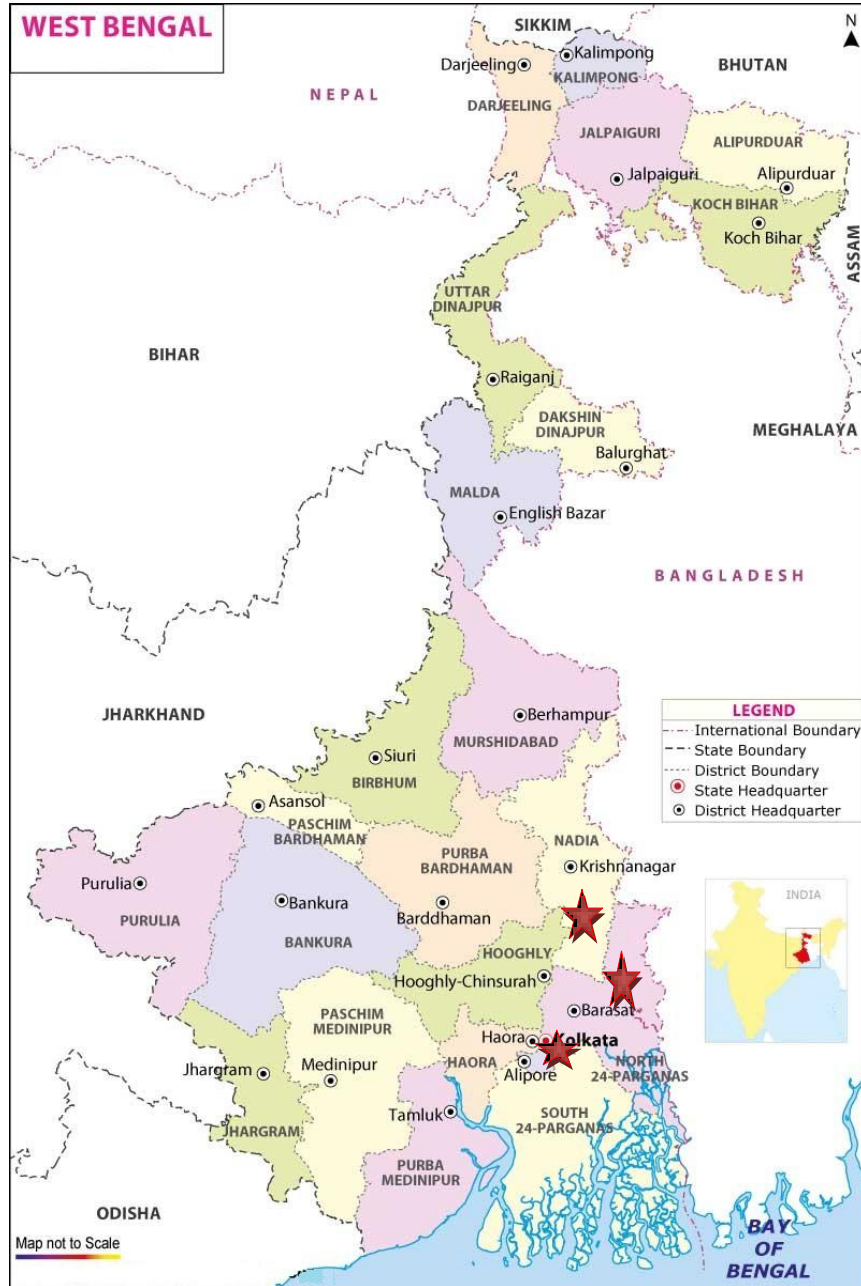 WEST BENGAL
SIKKIM
N
Kalimpong
BHUTAN
Darjeeling
KALIMPONG
NEPAL
DARJEELING
JALPAIGURI
ALIPURDUAR
Jalpaiguri
Alipurduar
KOCH BIHAR
Koch Bihar
ASSAM
UTTAR
DINAJPUR
BIHAR
Raiganj
DAKSHIN
DINAJPUR
MEGHALAYA
Balurghat
MALDA
English Bazar
BANGLADESH
JHARKHAND
Berhampur
MURSHIDABAD
LEGEND
International Boundary
State Boundary
District Boundary
State Headquarter
District Headquarter
Siuri
BIRBHUM
Asansol
PASCHIM
BARDHAMAN
PURBA
BARDHAMAN
NADIA
Krishnanagar
Purulia
PURULIA
Bankura
BANKURA
Barddhaman
INDIA
HOOGHLY
Hooghly-Chinsurah
PASCHIM
MEDINIPUR
Barasat
Haora
Kolkata
HAORA
Alipore
NORTH
24-PARGANAS
Jhargram
Medinipur
JHARGRAM
Tamluk
SOUTH
24-PARGANAS
PURBA
MEDINIPUR
ODISHA
Map not to Scale
BAY
OF
BENGAL